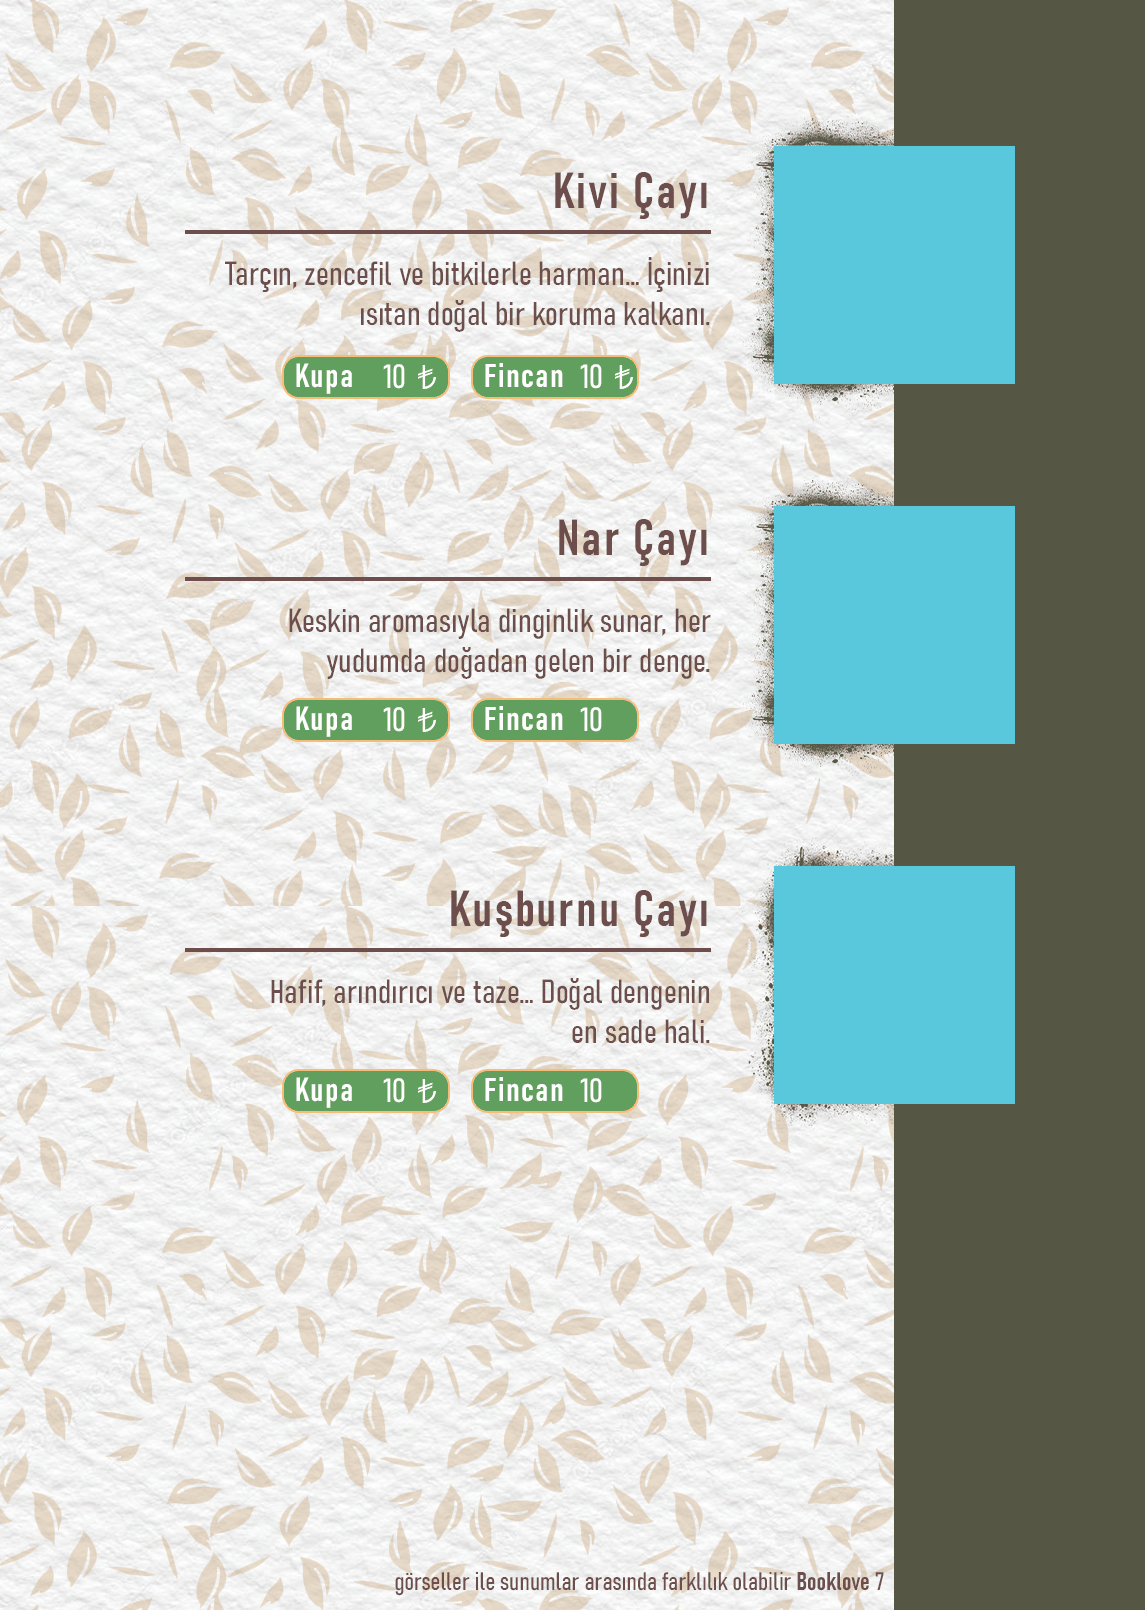 Kivi Çayı
Tarçın, zencefil ve bitkilerle harman... İçinizi
ısıtan doğal bir koruma kalkanı.
Kupa 10 ₺ Fincan 10 ₺
Nar Çayı
Keskin aromasıyla dinginlik sunar, her
yudumda doğadan gelen bir denge.
Kupa 10 ₺ Fincan 10
Kuşburnu Çayı
Hafif, arındırıcı ve taze... Doğal dengenin
en sade hali.
Kupa 10 ₺ Fincan 10
görseller ile sunumlar arasında farklılık olabilir Booklove 7